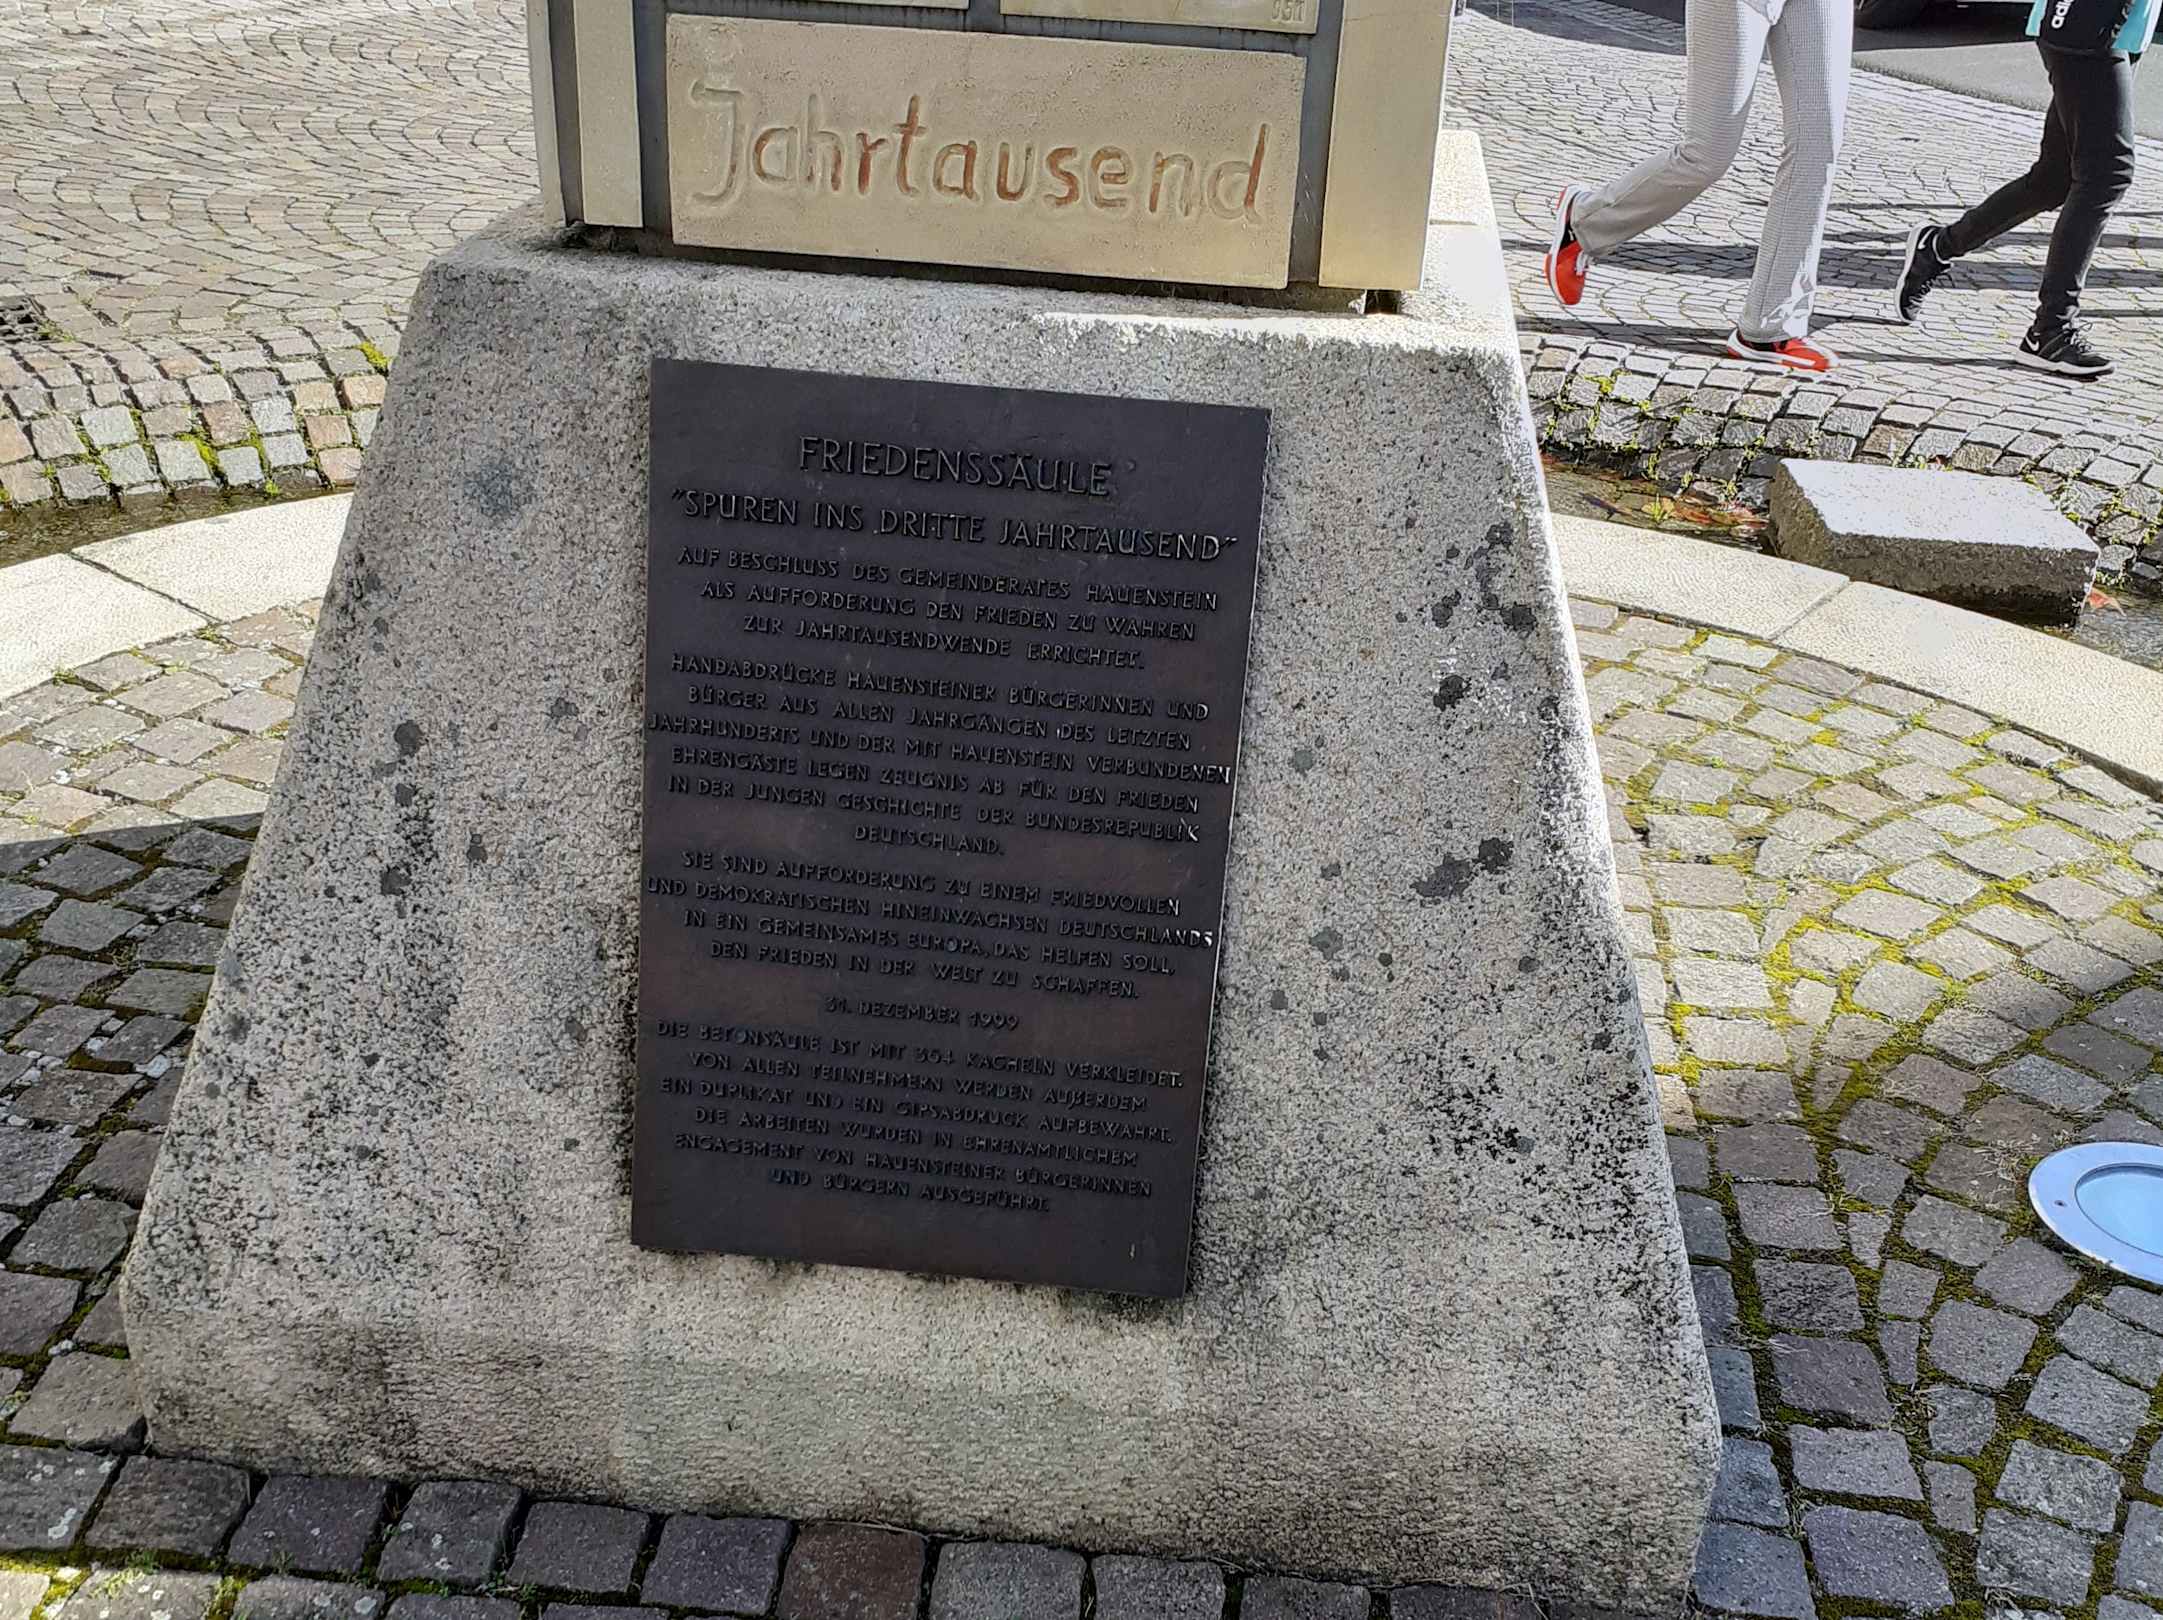 Jahrtausend
adidas
FRIEDENSSÄULE
"SPUREN INS DRITTE JAHRTAUSEND"
AUF BESCHLUSS DES GEMEINDERATES HAUENSTEIN
ALS AUFFORDERUNG DEN FRIEDEN ZU WAHREN
ZUR JAHRTAUSENDWENDE ERRICHTET.
HANDABDRÜCKE HAUENSTEINER BÜRGERINNEN UND
BÜRGER AUS ALLEN JAHRGÄNGEN DES LETZTEN
JAHRHUNDERTS UND DER MIT HAUENSTEIN VERBUNDENEN
EHRENGÄSTE LEGEN ZEUGNIS AB FÜR DEN FRIEDEN
IN DER JUNGEN GESCHICHTE DER BUNDESREPUBLIK
DEUTSCHLAND.
SIE SIND AUFFORDERUNG ZU EINEM FRIEDVOLLEN
UND DEMOKRATISCHEN HINEINWACHSEN DEUTSCHLANDS
IN EIN GEMEINSAMES EUROPA, DAS HELFEN SOLL,
DEN FRIEDEN IN DER WELT ZU SCHAFFEN.
31. DEZEMBER 1999
DIE BETONSÄULE IST MIT 364 KACHELN VERKLEIDET.
VON ALLEN TEILNEHMERN WERDEN AUßERDEM
EIN DUPLIKAT UND EIN GIPSABDRUCK AUFBEWAHRT.
DIE ARBEITEN WURDEN IN EHRENAMTLICHEM
ENGAGEMENT VON HAUENSTEINER BÜRGERINNEN
UND BÜRGERN AUSGEFÜHRT.